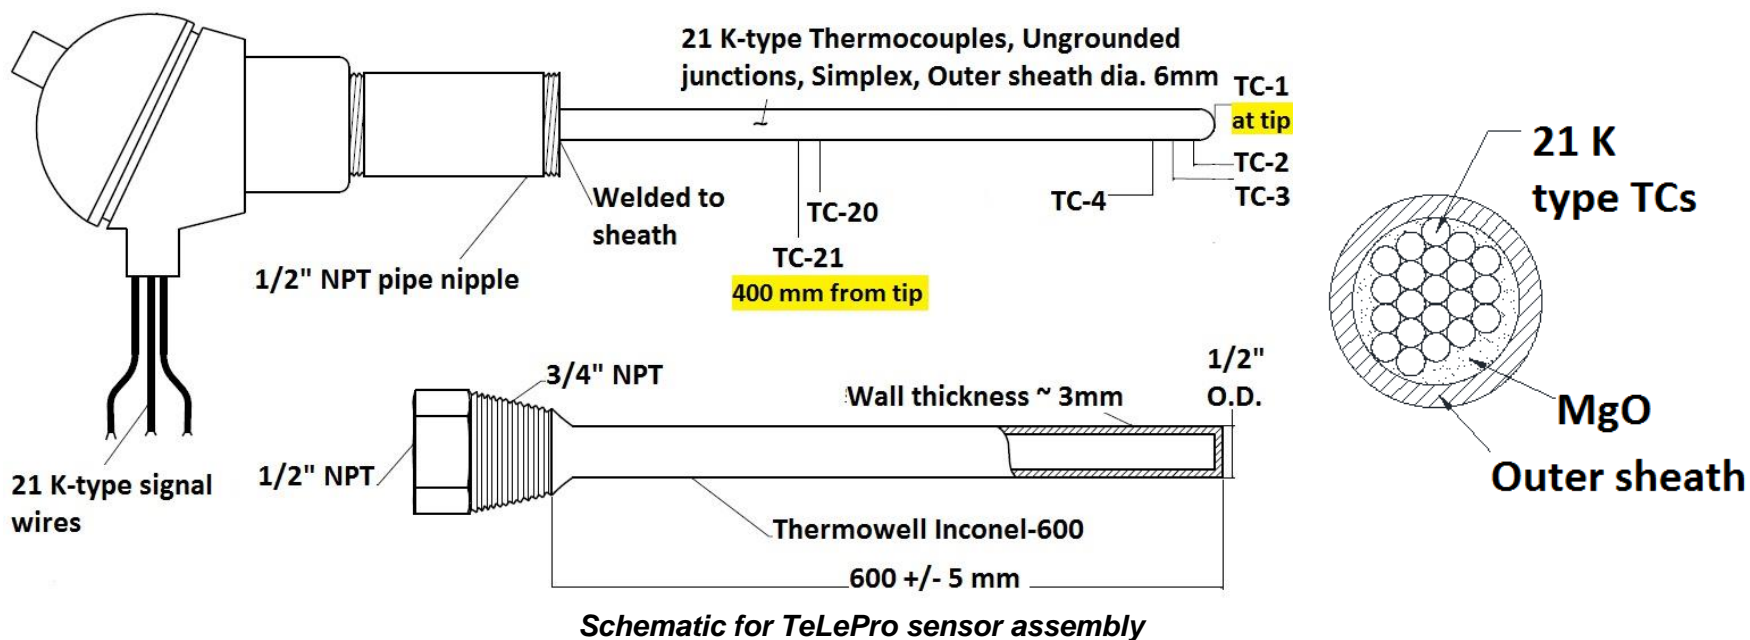 21 K-type Thermocouples, Ungrounded
junctions, Simplex, Outer sheath dia. 6mm
~
TC-1
at tip
TC-2
TC-3
TC-4
TC-20
TC-21
400 mm from tip
Welded to
sheath
1/2" NPT pipe nipple
21 K-type signal
wires
21 K
type TCs
MgO
Outer sheath
3/4" NPT
1/2" NPT
Wall thickness ~ 3mm
1/2"
O.D.
Thermowell Inconel-600
600 +/- 5 mm
Schematic for TeLePro sensor assembly